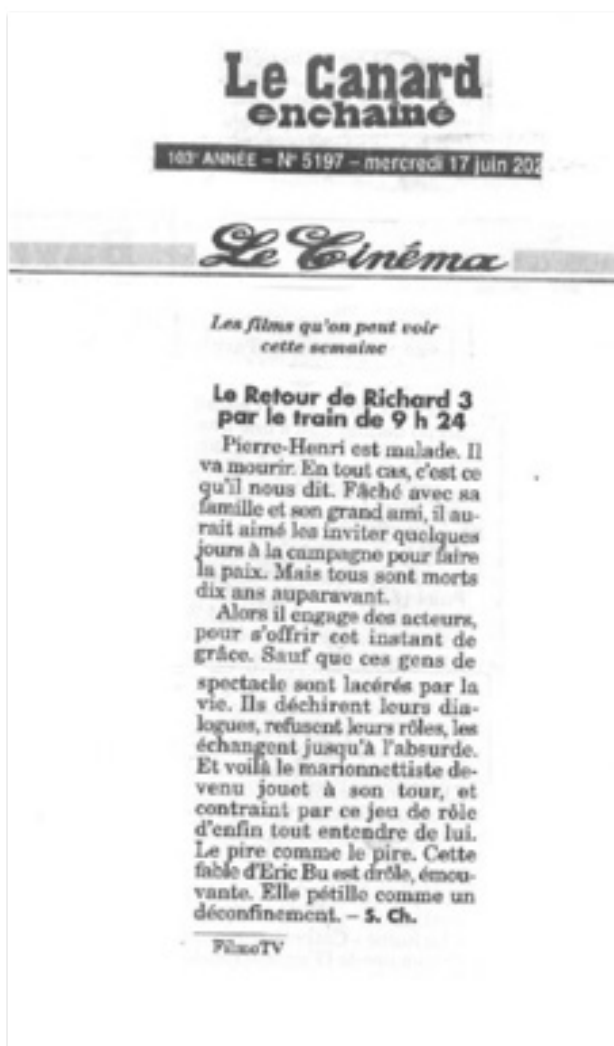 Le Canard
enchaîné
103e ANNÉE – N° 5197 – mercredi 17 juin 202
Le Cinéma
Les films qu'on peut voir
cette semaine
Le Retour de Richard 3
par le train de 9 h 24
Pierre-Henri est malade. Il
va mourir. En tout cas, c'est ce
qu'il nous dit. Fâché avec sa
famille et son grand ami, il au-
rait aimé les inviter quelques
jours à la campagne pour faire
la paix. Mais tous sont morts
dix ans auparavant.
Alors il engage des acteurs,
pour s'offrir cet instant de
grâce. Sauf que ces gens de
spectacle sont lacérés par la
vie. Ils déchirent leurs dia-
logues, refusent leurs rôles, les
échangent jusqu'à l'absurde.
Et voilà le marionnettiste de-
venu jouet à son tour, et
contraint par ce jeu de rôle
d'enfin tout entendre de lui.
Le pire comme le pire. Cette
fable d'Eric Bu est drôle, émou-
vante. Elle pétille comme un
déconfinement. – S. Ch.
FilmoTV